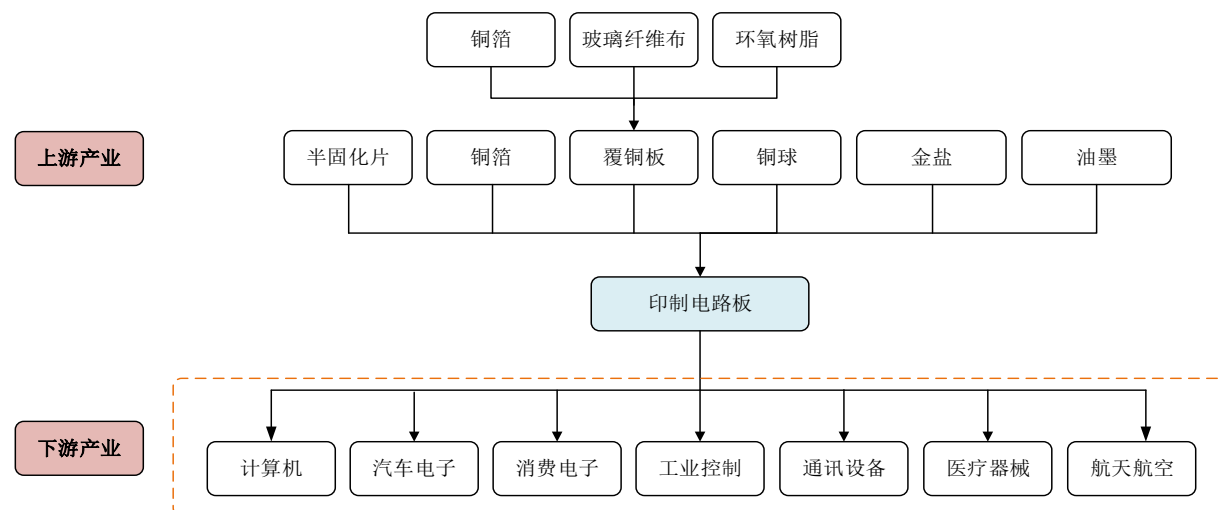 铜箔
玻璃纤维布
环氧树脂
上游产业
半固化片
铜箔
覆铜板
铜球
金盐
油墨
印制电路板
下游产业
计算机
汽车电子
消费电子
工业控制
通讯设备
医疗器械
航天航空